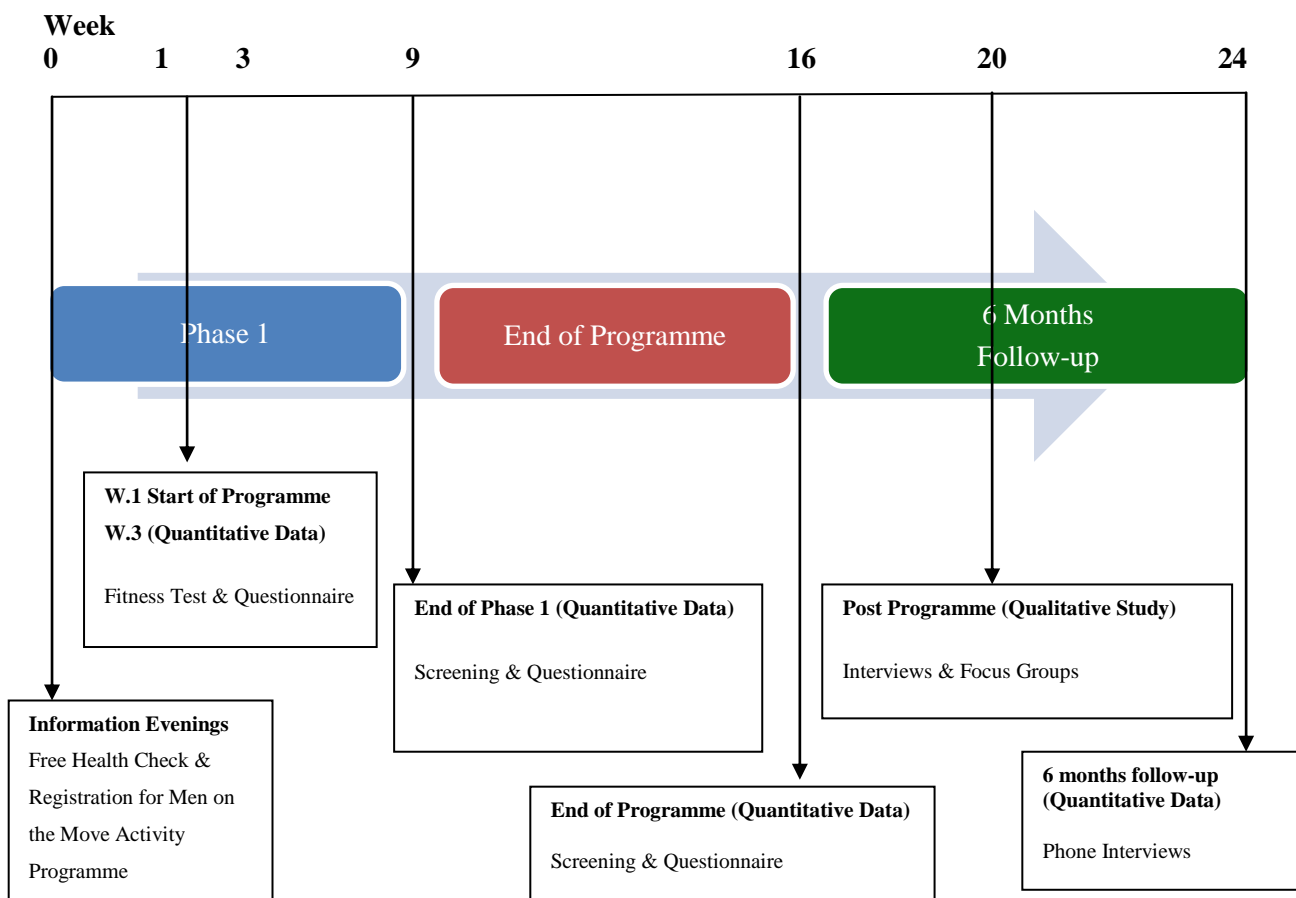 Week
0 1 3 9 16 20 24
Phase 1
End of Programme
6 Months
Follow-up
W.1 Start of Programme
W.3 (Quantitative Data)
Fitness Test & Questionnaire
End of Phase 1 (Quantitative Data)
Screening & Questionnaire
Post Programme (Qualitative Study)
Interviews & Focus Groups
Information Evenings
Free Health Check &
Registration for Men on
the Move Activity
Programme
End of Programme (Quantitative Data)
Screening & Questionnaire
6 months follow-up
(Quantitative Data)
Phone Interviews